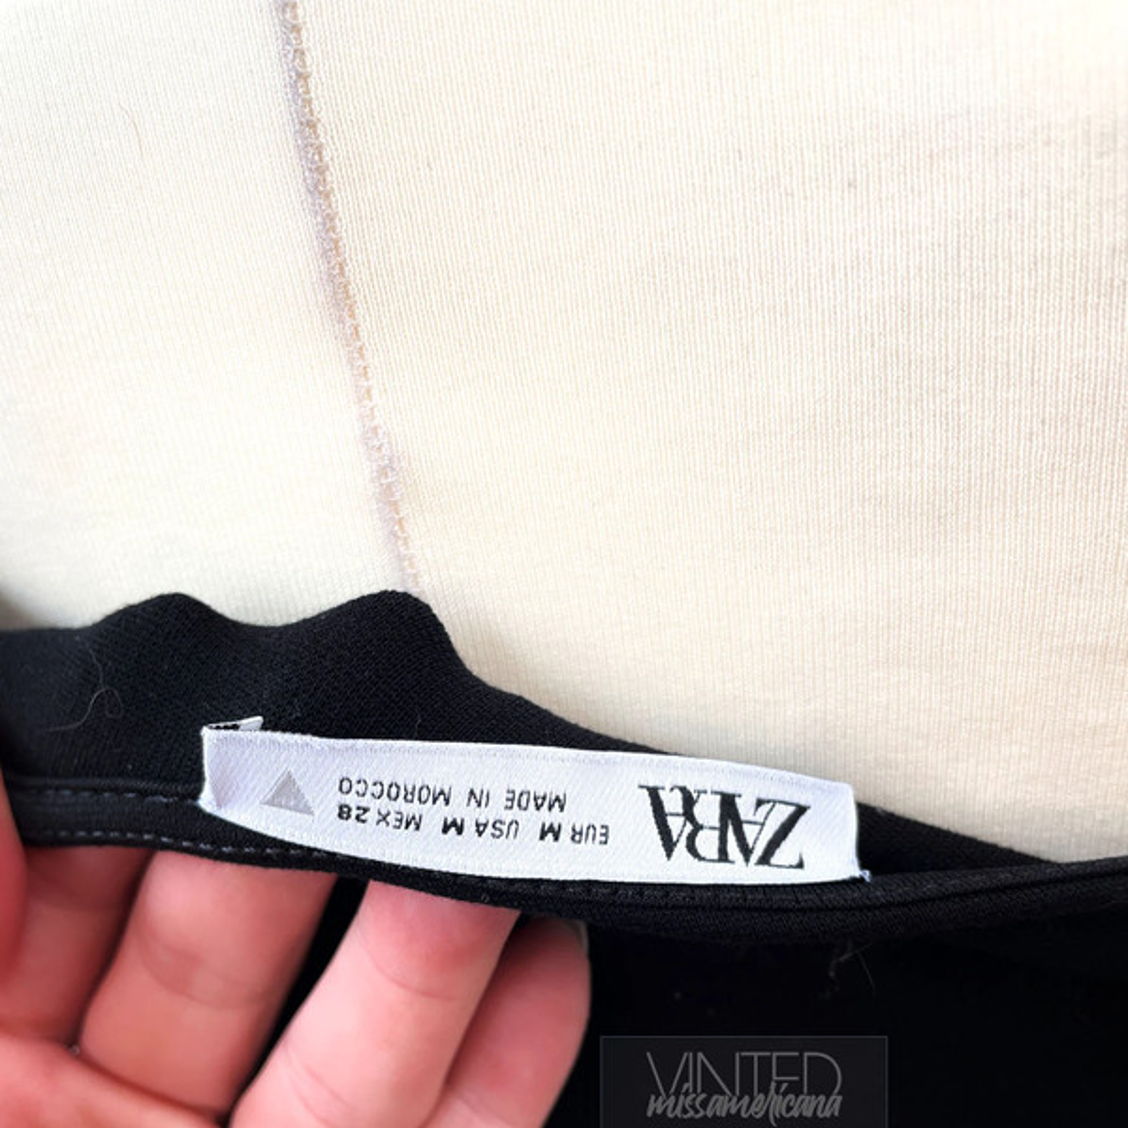 ZARA
EUR M USA M MEX 28
MADE IN MOROCCO
VINTED
missamericana